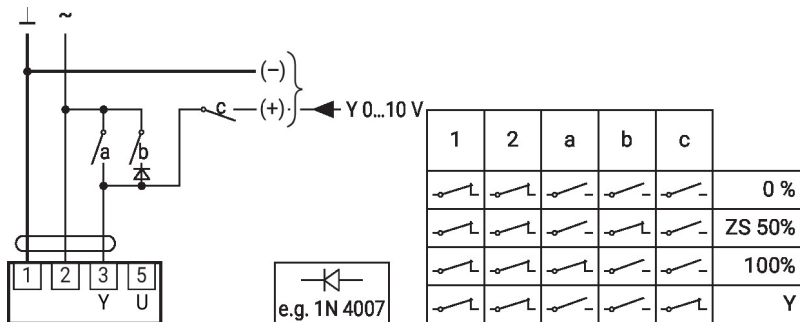 ⊥ ~
(–)
c (+) Y 0...10 V
a b
1 2 3 5
Y U
e.g. 1N 4007
1 2 a b c
0 %
ZS 50%
100%
Y